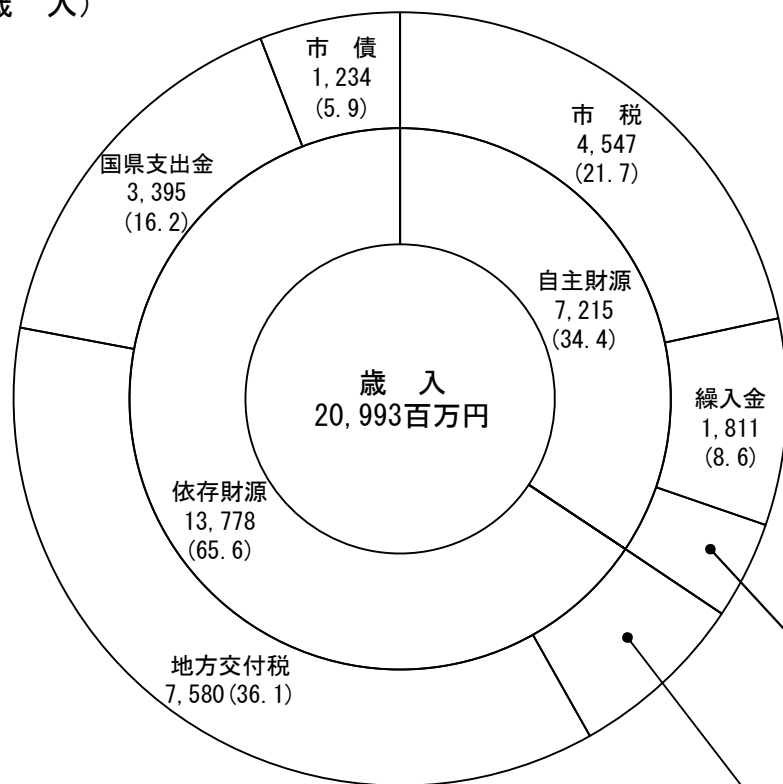 入）
市　債
1,234
(5.9)
市　税
4,547
(21.7)
国県支出金
3,395
(16.2)
自主財源
7,215
(34.4)
歳　入
20,993百万円
繰入金
1,811
(8.6)
依存財源
13,778
(65.6)
地方交付税
7,580(36.1)